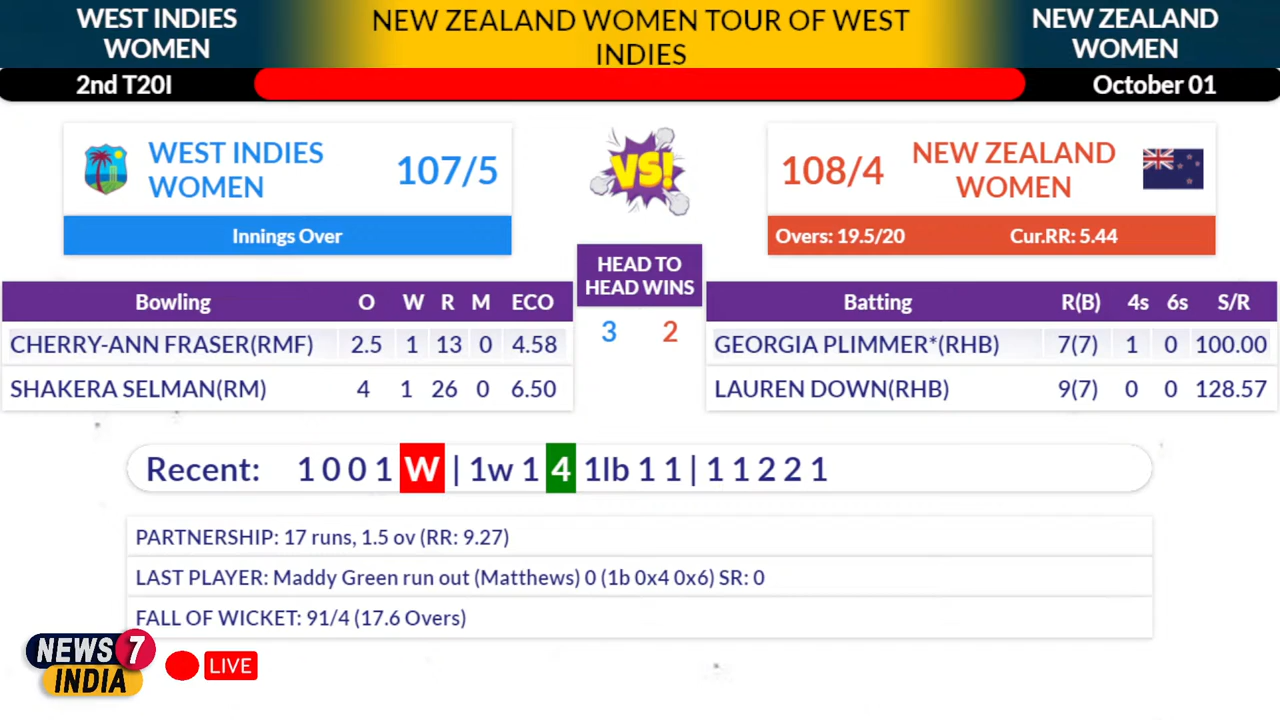 WEST INDIES
WOMEN
NEW ZEALAND WOMEN TOUR OF WEST
INDIES
NEW ZEALAND
WOMEN
2nd T20I
October 01
WEST INDIES
WOMEN
107/5
Innings Over
VS!
108/4
NEW ZEALAND
WOMEN
Overs: 19.5/20 Cur.RR: 5.44
HEAD TO
HEAD WINS
3 2
Bowling O W R M ECO
CHERRY-ANN FRASER(RMF) 2.5 1 13 0 4.58
SHAKERA SELMAN(RM) 4 1 26 0 6.50
Batting R(B) 4s 6s S/R
GEORGIA PLIMMER*(RHB) 7(7) 1 0 100.00
LAUREN DOWN(RHB) 9(7) 0 0 128.57
Recent: 1 0 0 1 W | 1w 1 4 1lb 1 1 | 1 1 2 2 1
PARTNERSHIP: 17 runs, 1.5 ov (RR: 9.27)
LAST PLAYER: Maddy Green run out (Matthews) 0 (1b 0x4 0x6) SR: 0
FALL OF WICKET: 91/4 (17.6 Overs)
NEWS 7
INDIA
LIVE